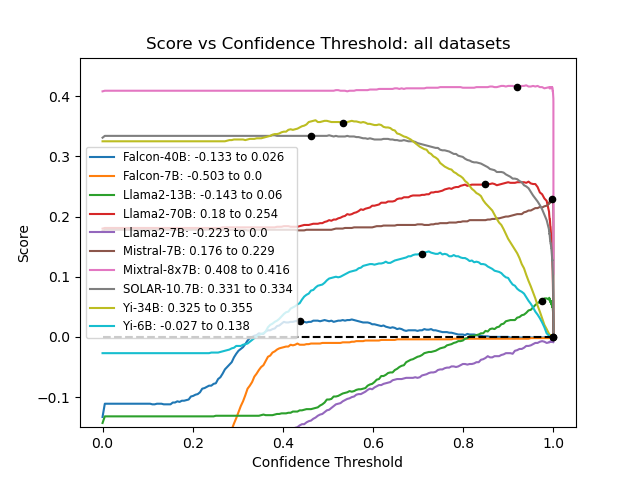 Score vs Confidence Threshold: all datasets
Score
0.4
0.3
0.2
0.1
0.0
−0.1
Falcon-40B: -0.133 to 0.026
Falcon-7B: -0.503 to 0.0
Llama2-13B: -0.143 to 0.06
Llama2-70B: 0.18 to 0.254
Llama2-7B: -0.223 to 0.0
Mistral-7B: 0.176 to 0.229
Mixtral-8x7B: 0.408 to 0.416
SOLAR-10.7B: 0.331 to 0.334
Yi-34B: 0.325 to 0.355
Yi-6B: -0.027 to 0.138
0.0 0.2 0.4 0.6 0.8 1.0
Confidence Threshold